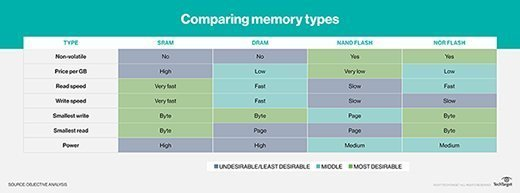 Comparing memory types
TYPE SRAM DRAM NAND FLASH NOR FLASH
Non-volatile No No Yes Yes
Price per GB High Low Very low Low
Read speed Very fast Fast Slow Fast
Write speed Very fast Fast Slow Slow
Smallest write Byte Byte Page Byte
Smallest read Byte Page Page Byte
Power High High Medium Medium
UNDESIRABLE/LEAST DESIRABLE MIDDLE MOST DESIRABLE
SOURCE: OBJECTIVE ANALYSIS
TechTarget